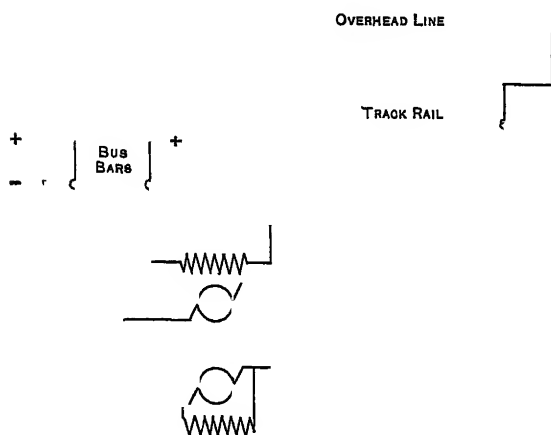 OVERHEAD LINE
TRACK RAIL
+ BUS +
BARS
-